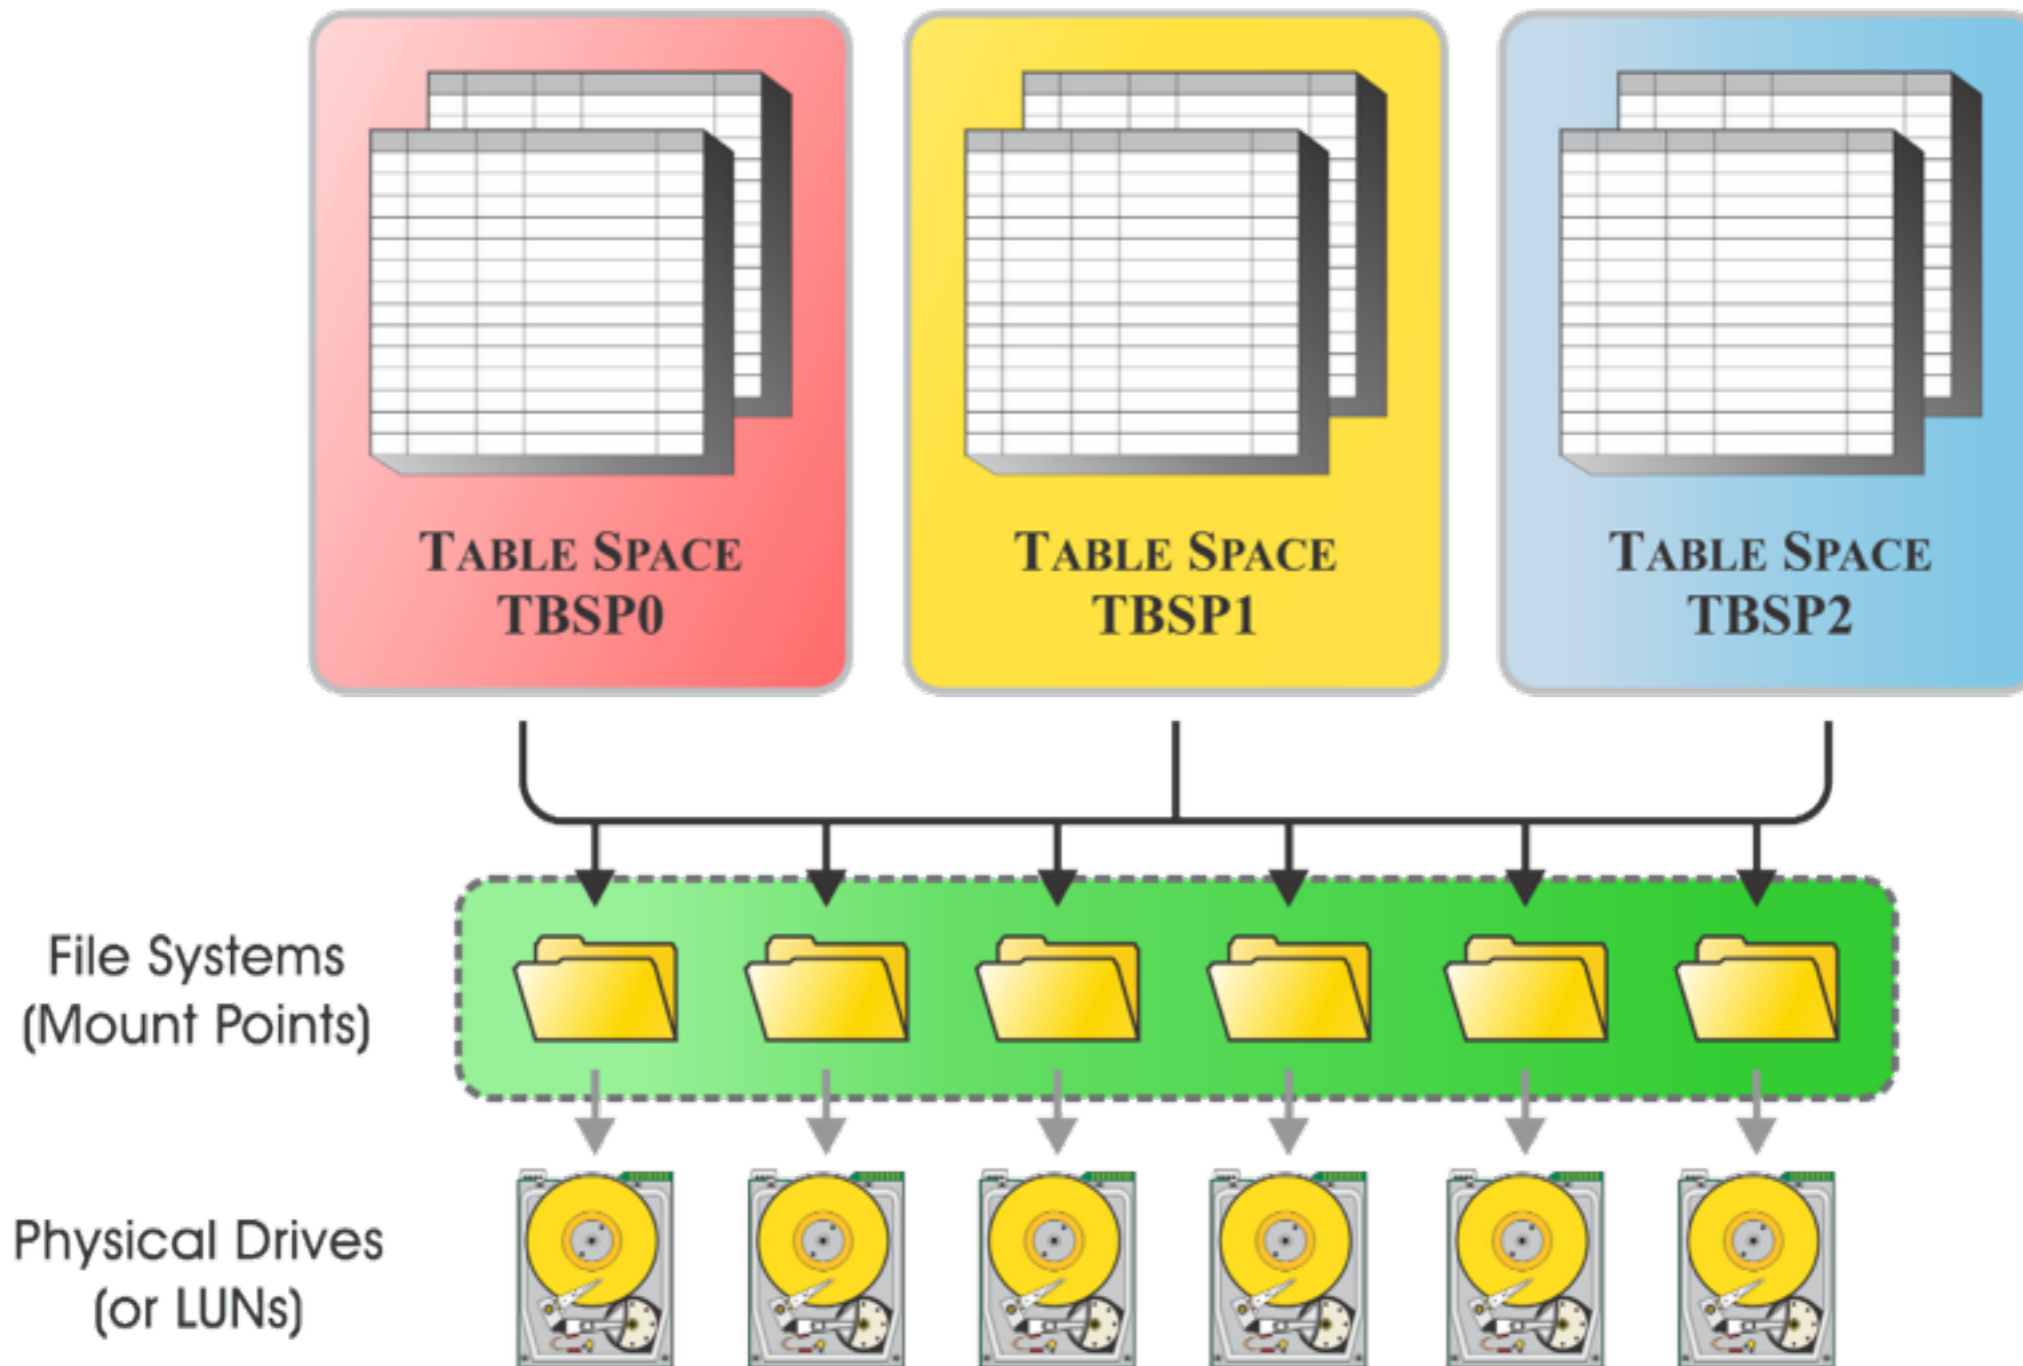 TABLE SPACE
TBSP0
TABLE SPACE
TBSP1
TABLE SPACE
TBSP2
File Systems
(Mount Points)
Physical Drives
(or LUNs)